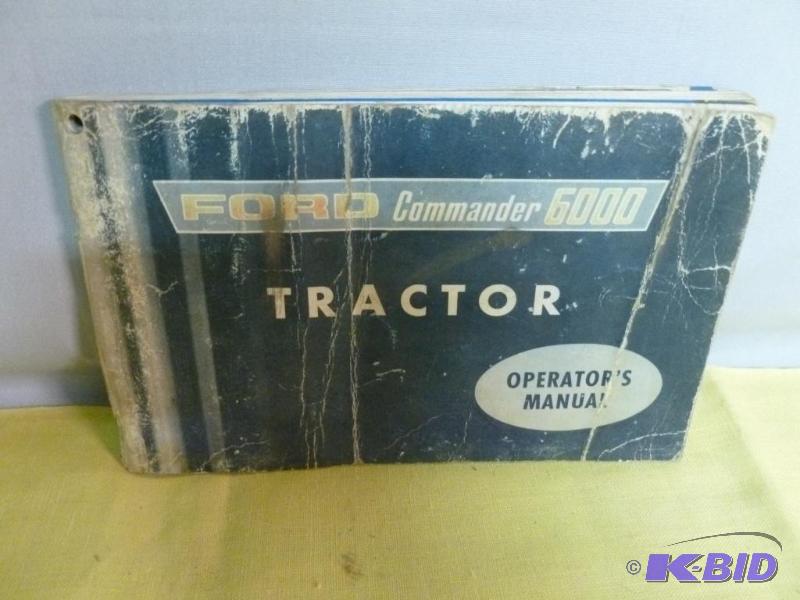 FORD Commander 6000
TRACTOR
OPERATOR'S
MANUAL
© K-BID